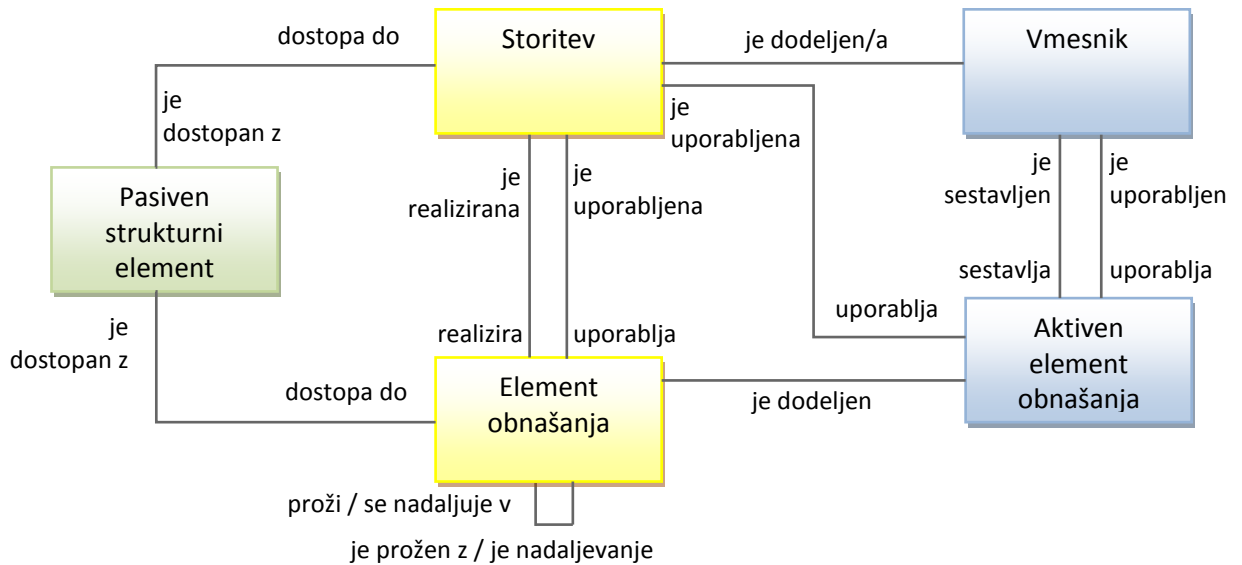 dostopa do
Storitev
je dodeljen/a
Vmesnik
je
dostopan z
je
uporabljena
Pasiven
strukturni
element
je
realizirana
je
uporabljena
je
sestavljen
je
uporabljen
sestavlja
uporablja
uporablja
je
dostopan z
realizira
uporablja
Aktiven
element
obnašanja
dostopa do
Element
obnašanja
je dodeljen
proži / se nadaljuje v
je prožen z / je nadaljevanje